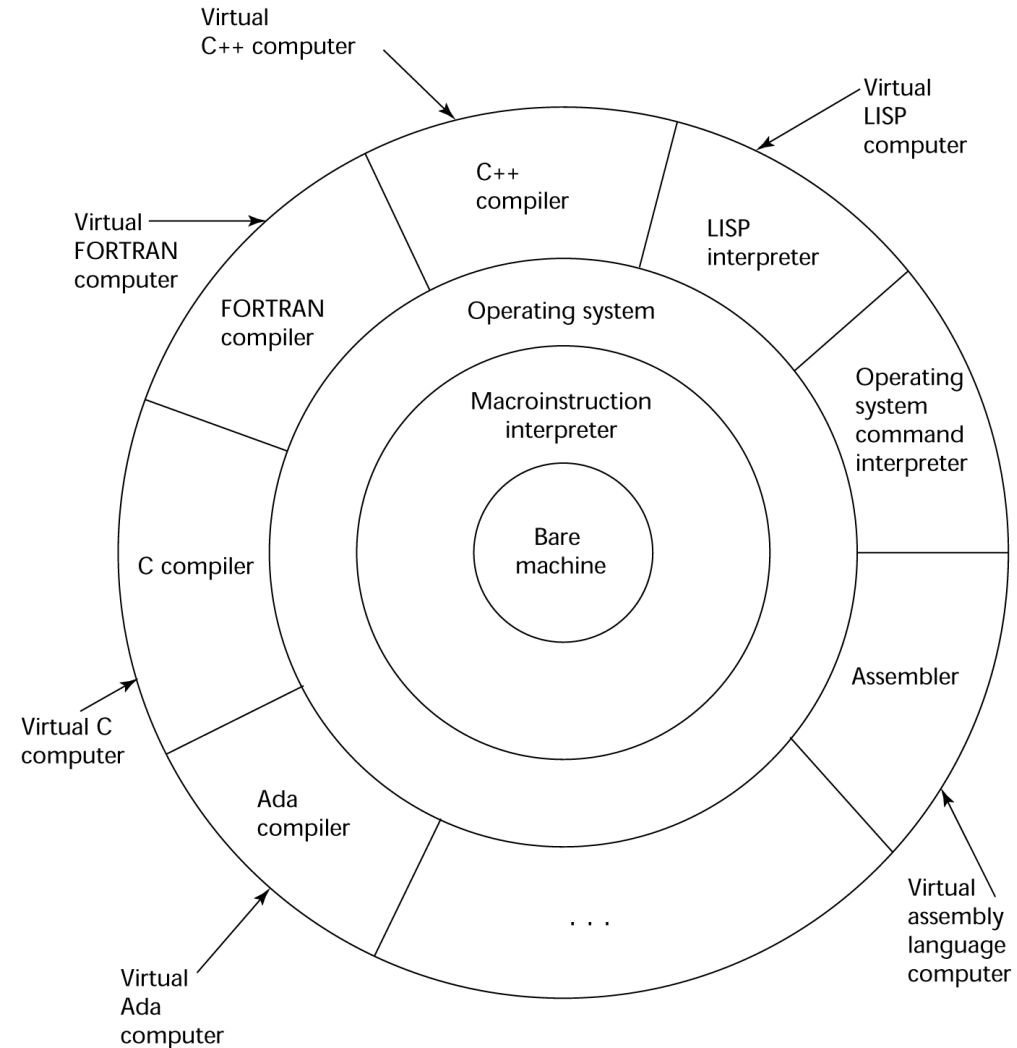 Virtual
C++ computer
Virtual
LISP
computer
C++
compiler
LISP
interpreter
Virtual
FORTRAN
computer
FORTRAN
compiler
Operating system
Operating
system
command
interpreter
Macroinstruction
interpreter
Bare
machine
C compiler
Assembler
Virtual C
computer
Ada
compiler
. . .
Virtual
assembly
language
computer
Virtual
Ada
computer